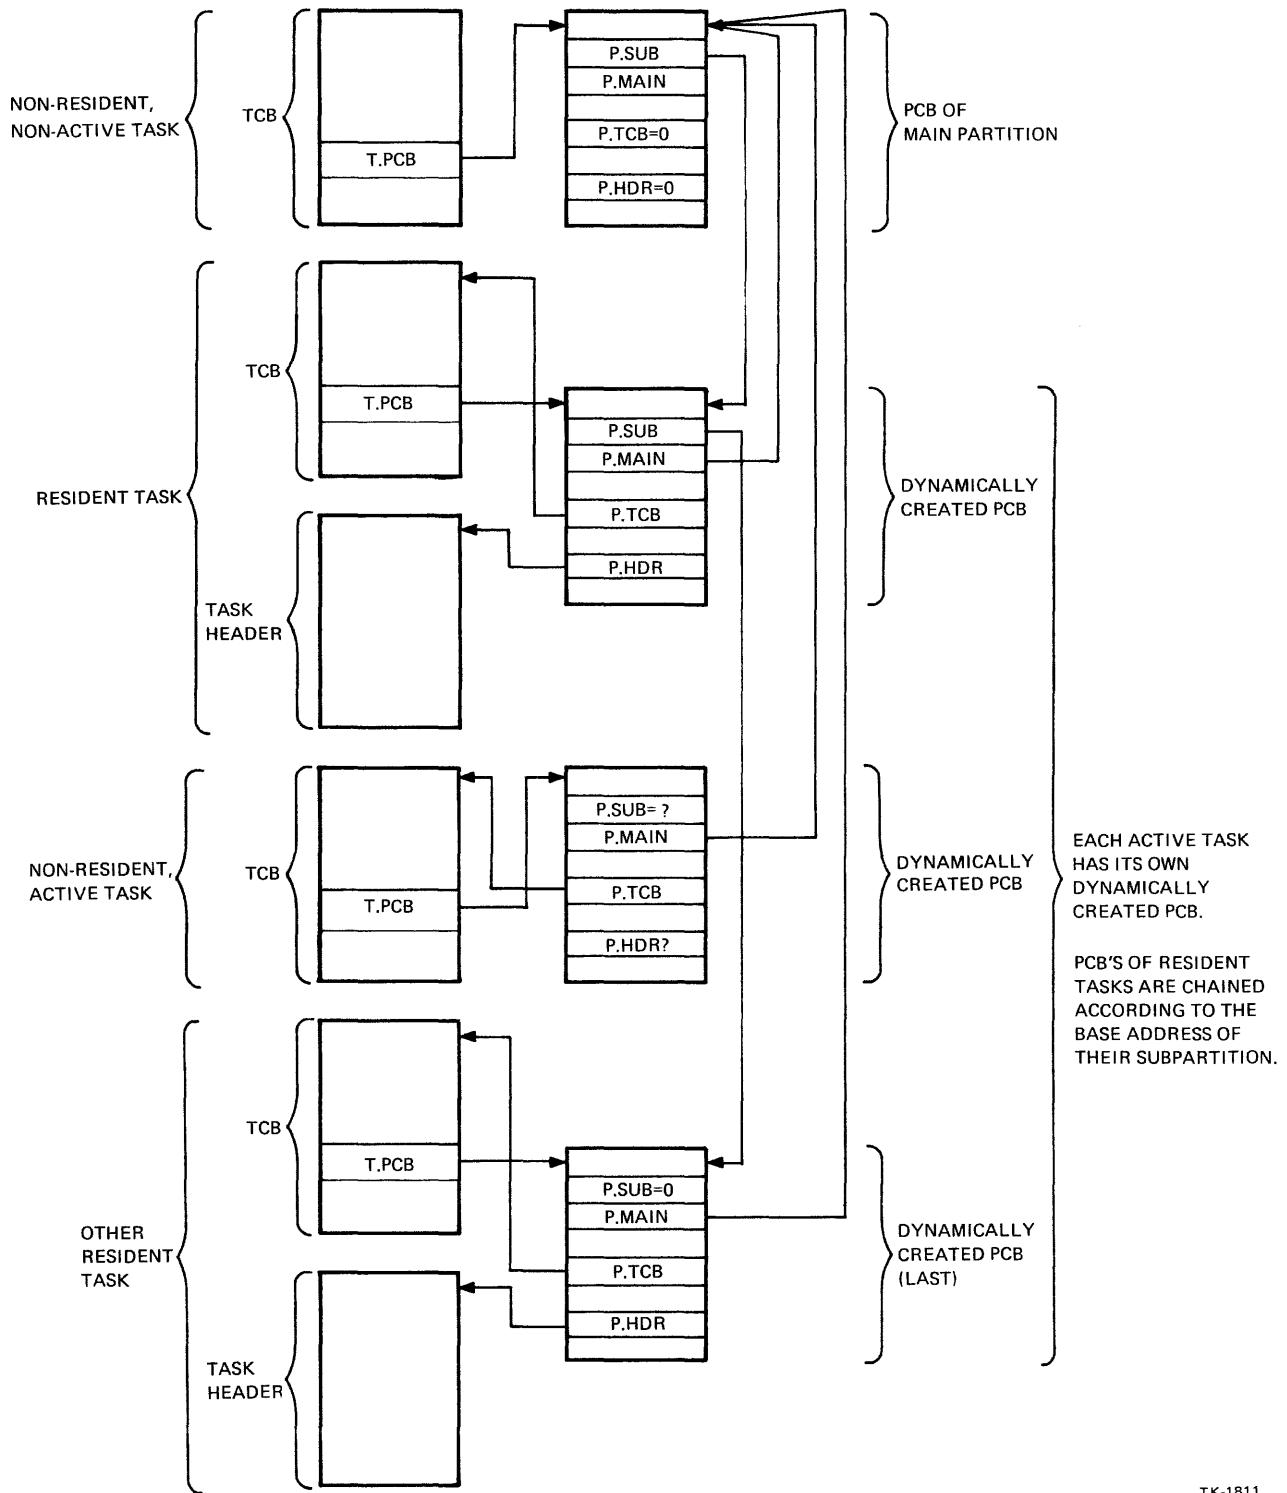 NON-RESIDENT,
NON-ACTIVE TASK
TCB
T.PCB
P.SUB
P.MAIN
P.TCB=0
P.HDR=0
PCB OF
MAIN PARTITION
RESIDENT TASK
TCB
T.PCB
TASK
HEADER
P.SUB
P.MAIN
P.TCB
P.HDR
DYNAMICALLY
CREATED PCB
NON-RESIDENT,
ACTIVE TASK
TCB
T.PCB
P.SUB= ?
P.MAIN
P.TCB
P.HDR?
DYNAMICALLY
CREATED PCB
OTHER
RESIDENT
TASK
TCB
T.PCB
TASK
HEADER
P.SUB=0
P.MAIN
P.TCB
P.HDR
DYNAMICALLY
CREATED PCB
(LAST)
EACH ACTIVE TASK
HAS ITS OWN
DYNAMICALLY
CREATED PCB.
PCB'S OF RESIDENT
TASKS ARE CHAINED
ACCORDING TO THE
BASE ADDRESS OF
THEIR SUBPARTITION.
TK-1811